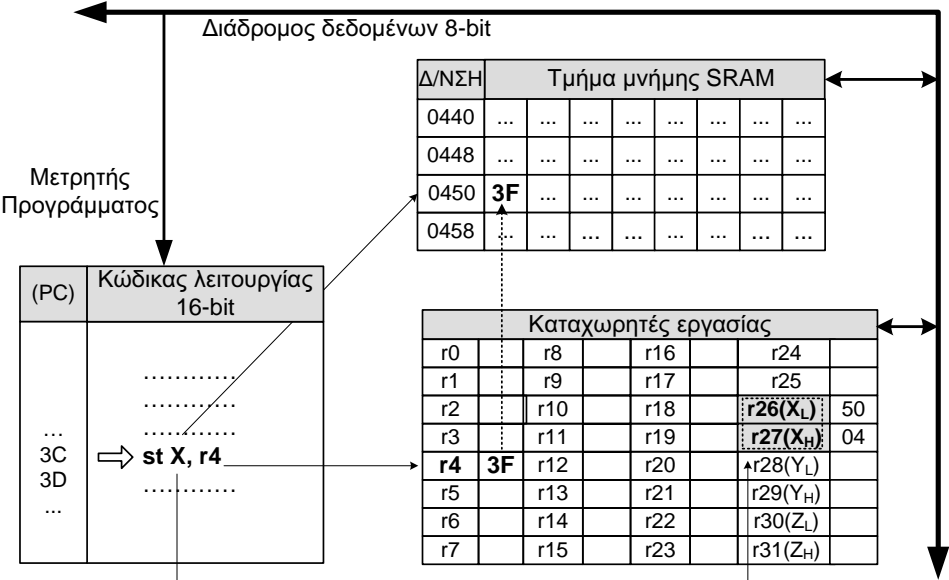 Διάδρομος δεδομένων 8-bit
Δ/ΝΣΗ Τμήμα μνήμης SRAM
0440 ... ... ... ... ... ... ... ...
0448 ... ... ... ... ... ... ... ...
0450 3F ... ... ... ... ... ... ...
0458 ... ... ... ... ... ... ... ...
Μετρητής
Προγράμματος
(PC) Κώδικας λειτουργίας
16-bit
…………
…………
... …………
3C st X, r4
3D
... …………
Καταχωρητές εργασίας
r0 r8 r16 r24
r1 r9 r17 r25
r2 r10 r18 r26(XL) 50
r3 r11 r19 r27(XH) 04
r4 3F r12 r20 r28(YL)
r5 r13 r21 r29(YH)
r6 r14 r22 r30(ZL)
r7 r15 r23 r31(ZH)